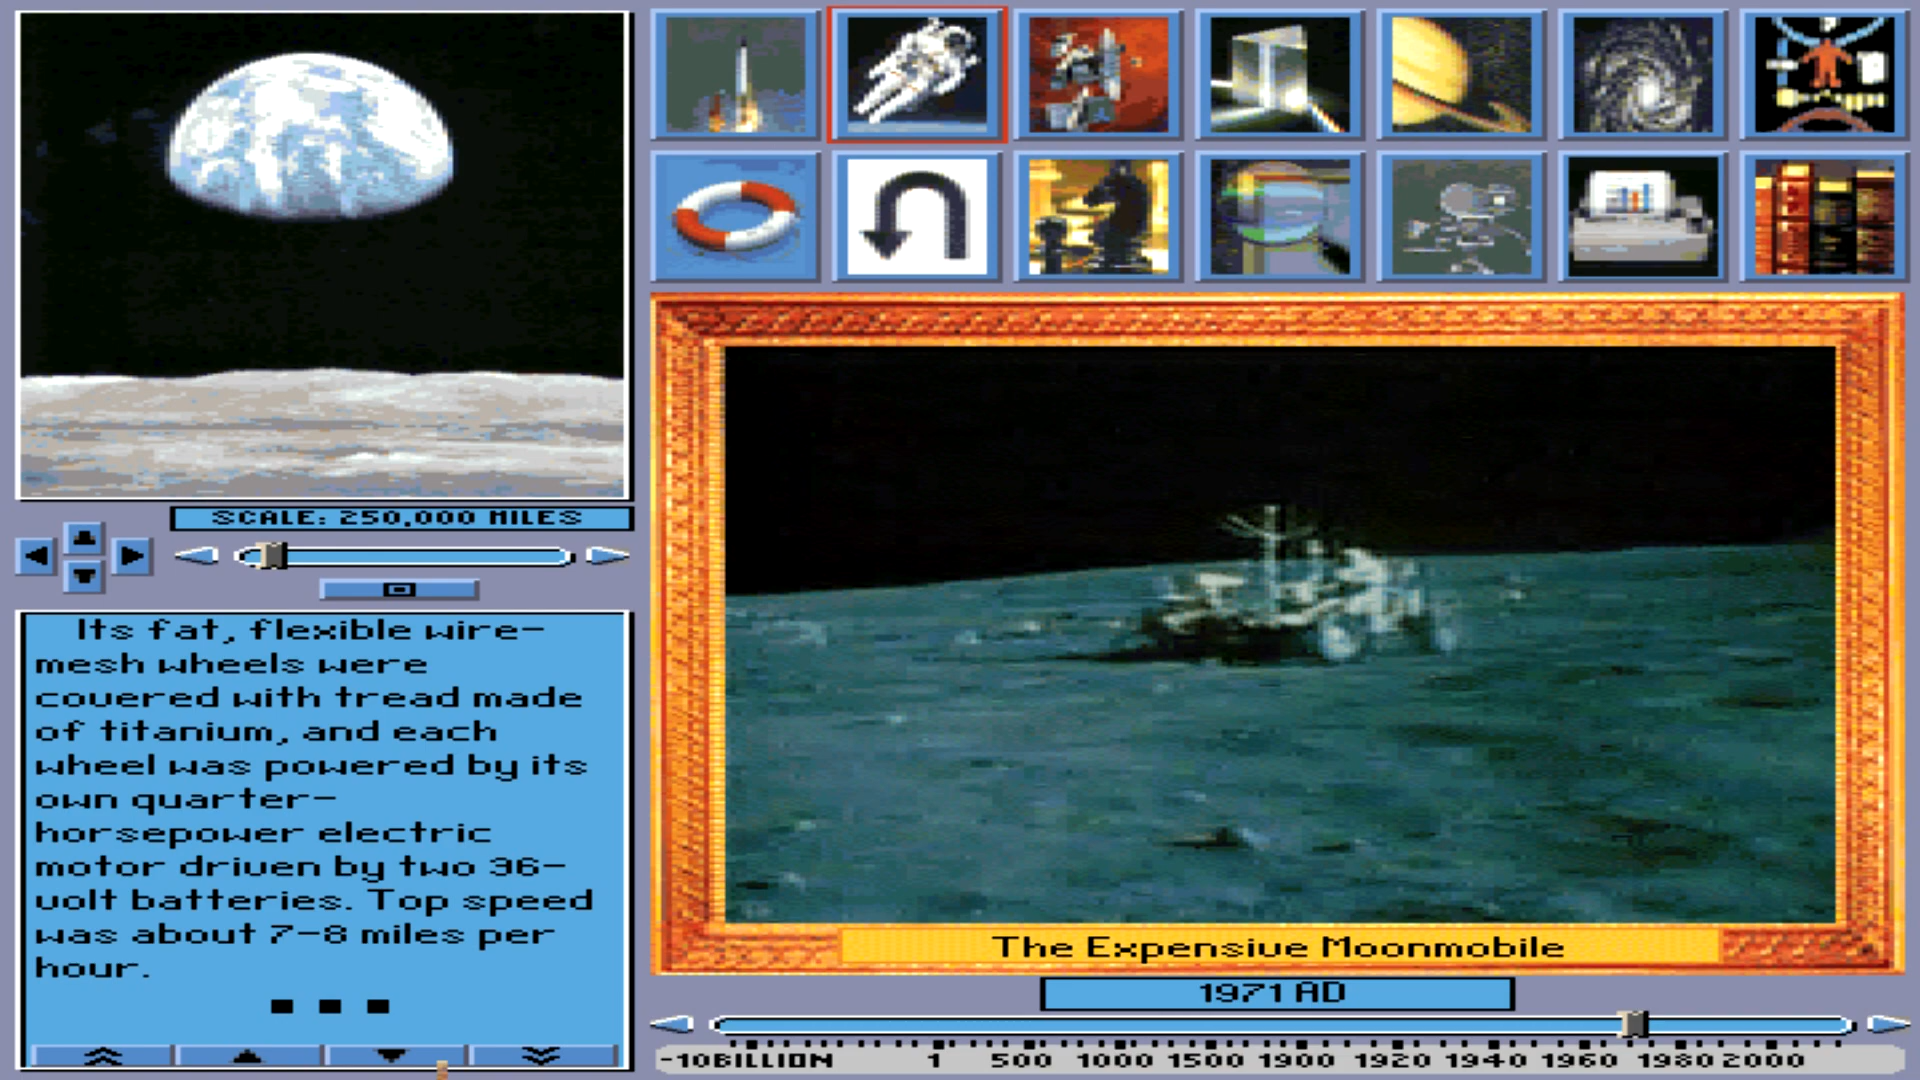 SCALE: 250,000 MILES
Its fat, flexible wire-
mesh wheels were
covered with tread made
of titanium, and each
wheel was powered by its
own quarter-
horsepower electric
motor driven by two 36-
volt batteries. Top speed
was about 7-8 miles per
hour.
The Expensive Moonmobile
1971 AD
-10BILLION 1 500 1000 1500 1900 1920 1940 1960 1980 2000